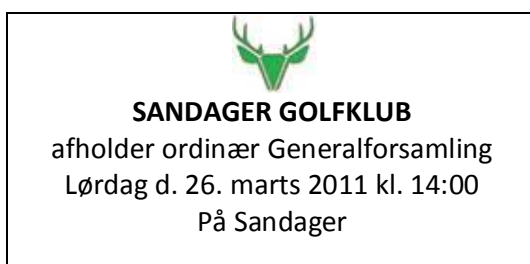 SANDAGER GOLFKLUB
afholder ordinær Generalforsamling
Lørdag d. 26. marts 2011 kl. 14:00
På Sandager